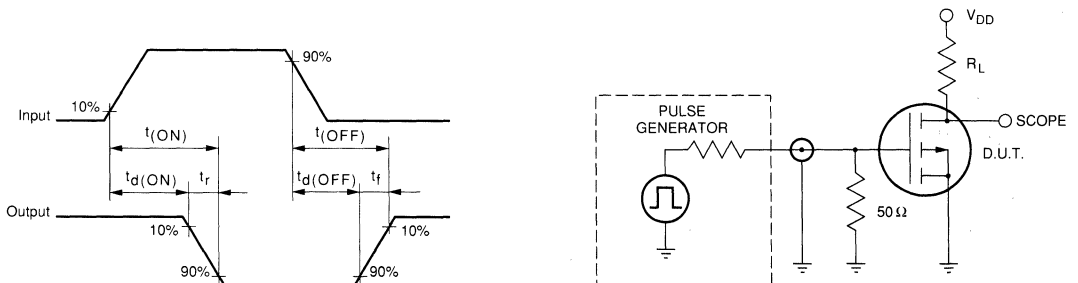 90%
10%
Input
t(ON)
t(OFF)
td(ON)
tr
td(OFF)
tf
Output
10%
10%
90%
90%
VDD
RL
PULSE
GENERATOR
SCOPE
D.U.T.
50Ω